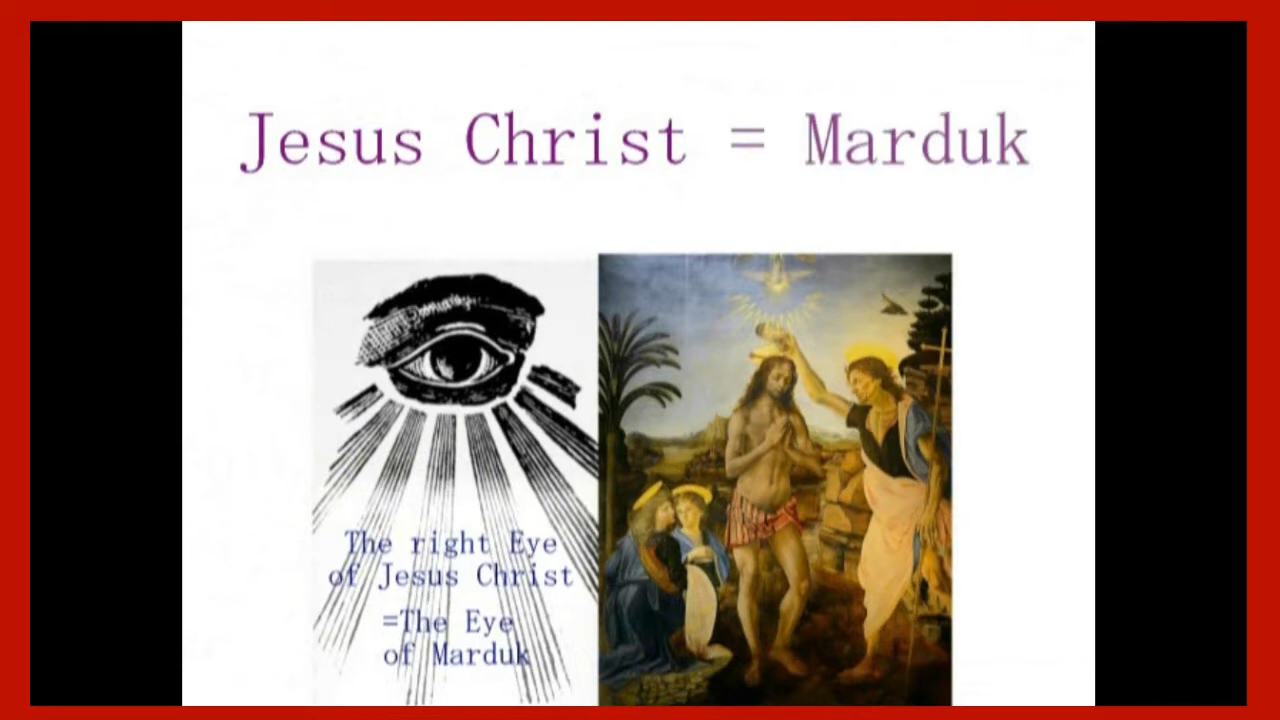 Jesus Christ = Marduk
The right Eye
of Jesus Christ
=The Eye
of Marduk